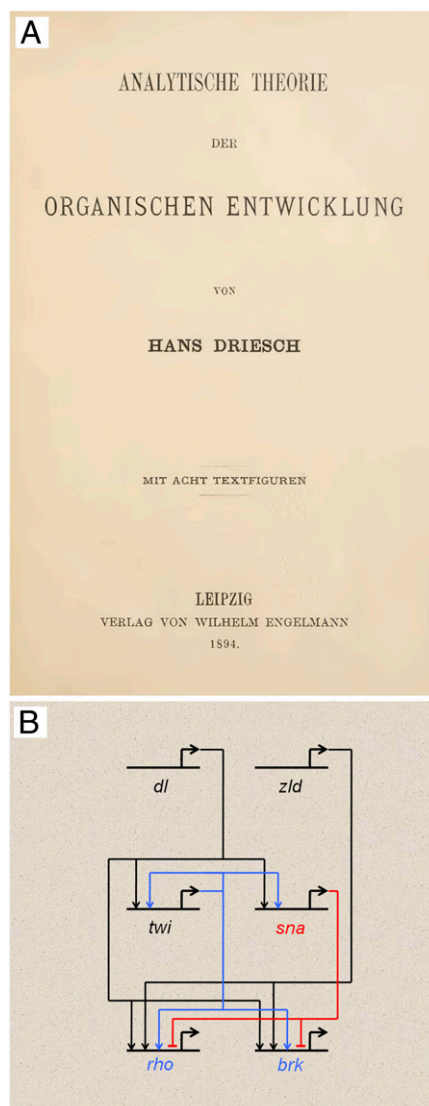 A
ANALYTISCHE THEORIE
DER
ORGANISCHEN ENTWICKLUNG
VON
HANS DRIESCH
MIT ACHT TEXTFIGUREN
LEIPZIG
VERLAG VON WILHELM ENGELMANN
1894.
B
dl zld
twi sna
rho brk